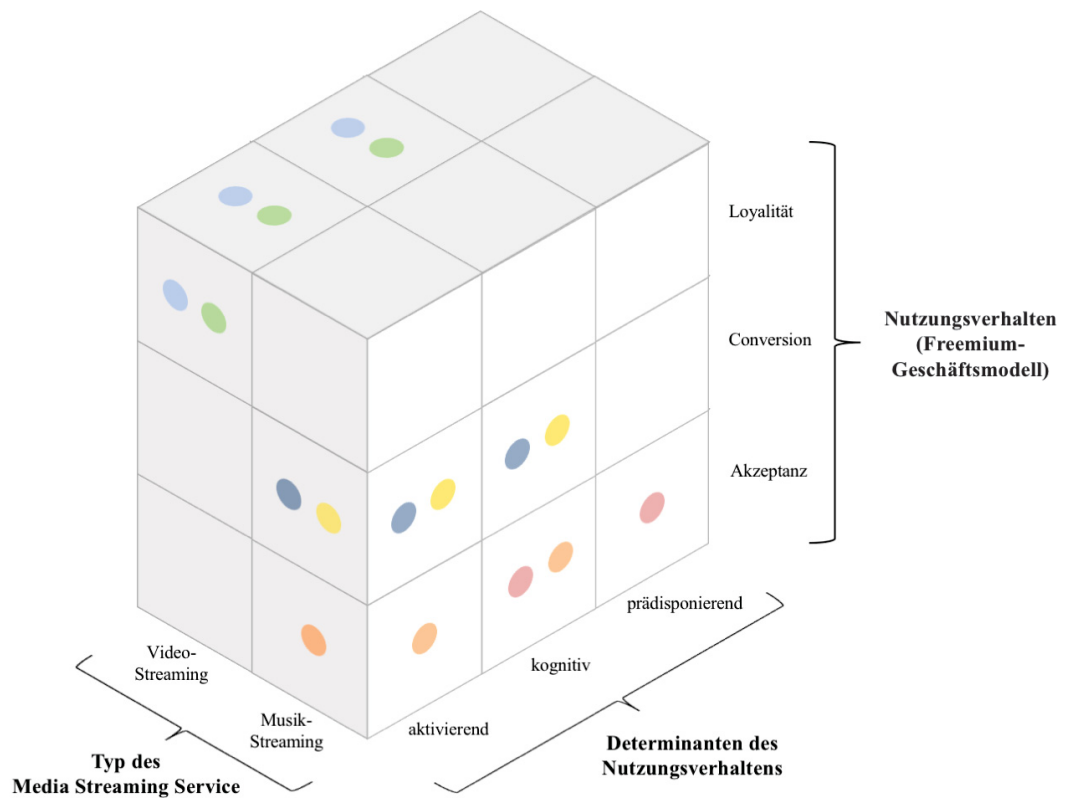 Loyalität
Conversion
Akzeptanz
Nutzungsverhalten
(Freemium-
Geschäftsmodell)
prädisponierend
kognitiv
aktivierend
Video-
Streaming
Musik-
Streaming
Typ des
Media Streaming Service
Determinanten des
Nutzungsverhaltens